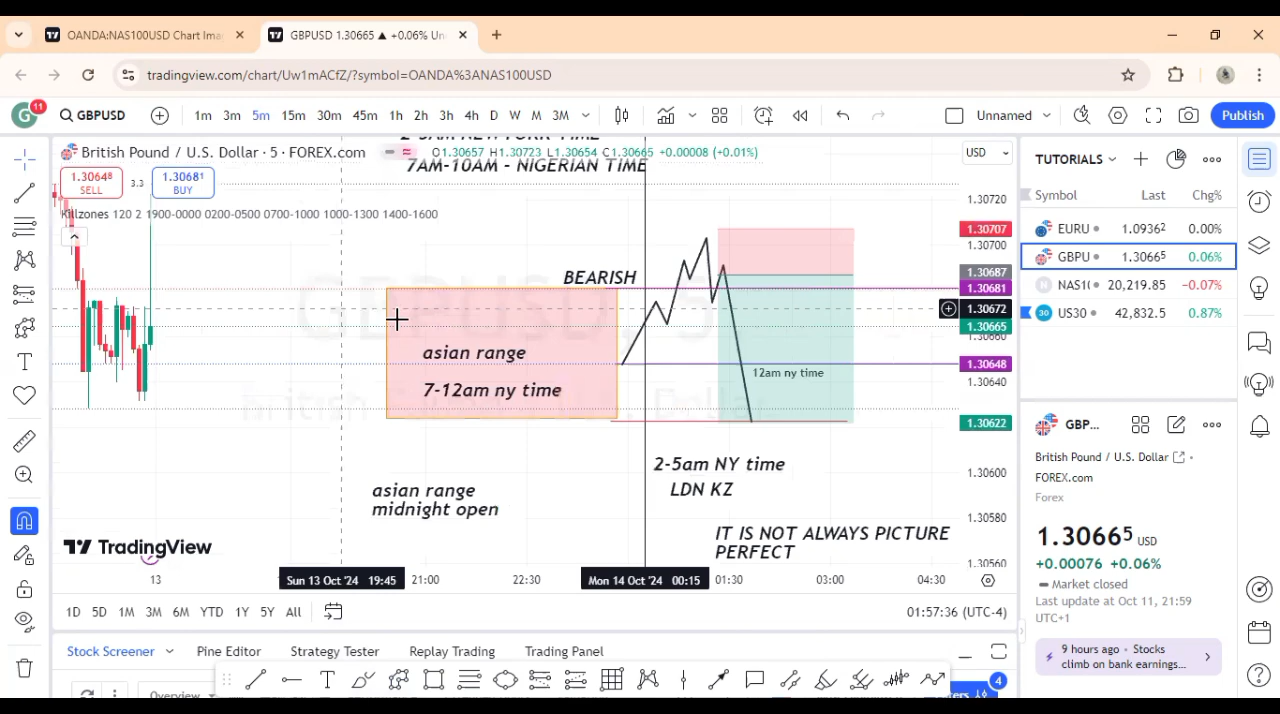 OANDA:NAS100USD Chart Ima
GBPUSD 1.30665 ▲ +0.06% Un
tradingview.com/chart/Uw1mACfZ/?symbol=OANDA%3ANAS100USD
G 11 GBPUSD 1m 3m 5m 15m 30m 45m 1h 2h 3h 4h D W M 3M Unnamed Publish
7AM-10AM - NIGERIAN TIME
British Pound / U.S. Dollar · 5 · FOREX.com O1.30657 H1.30723 L1.30654 C1.30665 +0.00008 (+0.01%) USD
1.30648 SELL 3.3 1.30681 BUY
Killzones 120 2 1900-0000 0200-0500 0700-1000 1000-1300 1400-1600
BEARISH
asian range
7-12am ny time
12am ny time
2-5am NY time
LDN KZ
asian range
midnight open
IT IS NOT ALWAYS PICTURE
PERFECT
1.30720
1.30707
1.30700
1.30687
1.30681
1.30672
1.30665
1.30660
1.30648
1.30640
1.30622
1.30600
1.30580
1.30560
TradingView
13 Sun 13 Oct '24 19:45 21:00 22:30 Mon 14 Oct '24 00:15 01:30 03:00 04:30
1D 5D 1M 3M 6M YTD 1Y 5Y All 01:57:36 (UTC-4)
Stock Screener Pine Editor Strategy Tester Replay Trading Trading Panel
Overview
4
TUTORIALS
Symbol Last Chg%
EURU 1.09362 0.00%
GBPU 1.30665 0.06%
NAS1 20,219.85 −0.07%
US30 42,832.5 0.87%
GBP...
British Pound / U.S. Dollar
FOREX.com
Forex
1.30665 USD
+0.00076 +0.06%
Market closed
Last update at Oct 11, 21:59
UTC+1
9 hours ago • Stocks
climb on bank earnings...